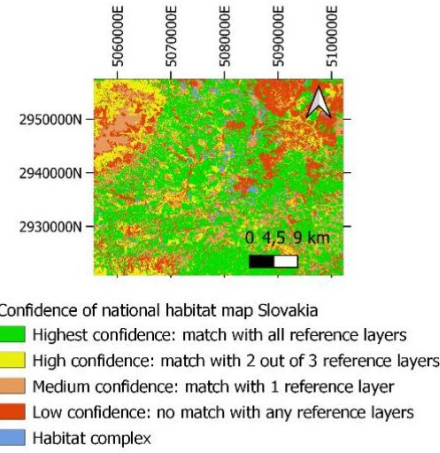 5060000E 5070000E 5080000E 5090000E 5100000E
2950000N
2940000N
2930000N
0 4,5 9 km
Confidence of national habitat map Slovakia
Highest confidence: match with all reference layers
High confidence: match with 2 out of 3 reference layers
Medium confidence: match with 1 reference layer
Low confidence: no match with any reference layers
Habitat complex